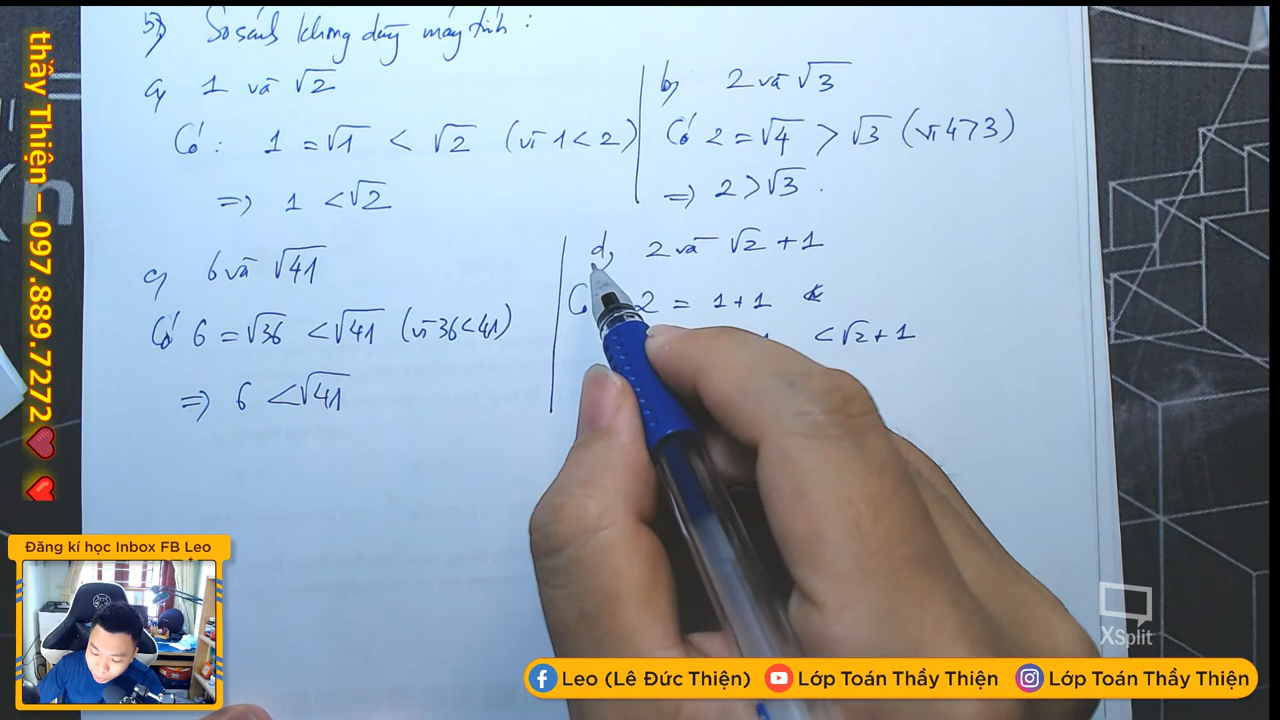 5) So sánh không dùng máy tính :
a) 1 và √2
Có : 1 = √1 < √2 (vì 1 < 2)
=> 1 < √2
b) 2 và √3
Có 2 = √4 > √3 (vì 4 > 3)
=> 2 > √3 .
c) 6 và √41
Có 6 = √36 < √41 (vì 36 < 41)
=> 6 < √41
d) 2 và √2 + 1
2 = 1 + 1
< √2 + 1
thầy Thiện – 097.889.7272
Đăng kí học Inbox FB Leo
XSplit
Leo (Lê Đức Thiện) Lớp Toán Thầy Thiện Lớp Toán Thầy Thiện